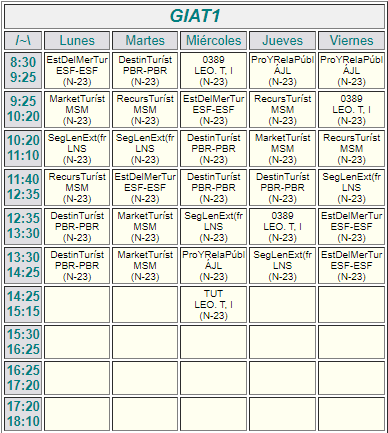 GIAT1
/~\ Lunes Martes Miércoles Jueves Viernes
8:30 9:25
EstDelMerTur ESF-ESF (N-23)
DestinTuríst PBR-PBR (N-23)
0389 LEO. T, I (N-23)
ProYRelaPúbl ÁJL (N-23)
ProYRelaPúbl ÁJL (N-23)
9:25 10:20
MarketTuríst MSM (N-23)
RecursTuríst MSM (N-23)
EstDelMerTur ESF-ESF (N-23)
RecursTuríst MSM (N-23)
0389 LEO. T, I (N-23)
10:20 11:10
SegLenExt(fr LNS (N-23)
SegLenExt(fr LNS (N-23)
DestinTuríst PBR-PBR (N-23)
MarketTuríst MSM (N-23)
RecursTuríst MSM (N-23)
11:40 12:35
RecursTuríst MSM (N-23)
EstDelMerTur ESF-ESF (N-23)
DestinTuríst PBR-PBR (N-23)
DestinTuríst PBR-PBR (N-23)
SegLenExt(fr LNS (N-23)
12:35 13:30
DestinTuríst PBR-PBR (N-23)
MarketTuríst MSM (N-23)
SegLenExt(fr LNS (N-23)
0389 LEO. T, I (N-23)
EstDelMerTur ESF-ESF (N-23)
13:30 14:25
DestinTuríst PBR-PBR (N-23)
MarketTuríst MSM (N-23)
ProYRelaPúbl ÁJL (N-23)
SegLenExt(fr LNS (N-23)
EstDelMerTur ESF-ESF (N-23)
14:25 15:15
TUT LEO. T, I (N-23)
15:30 16:25
16:25 17:20
17:20 18:10